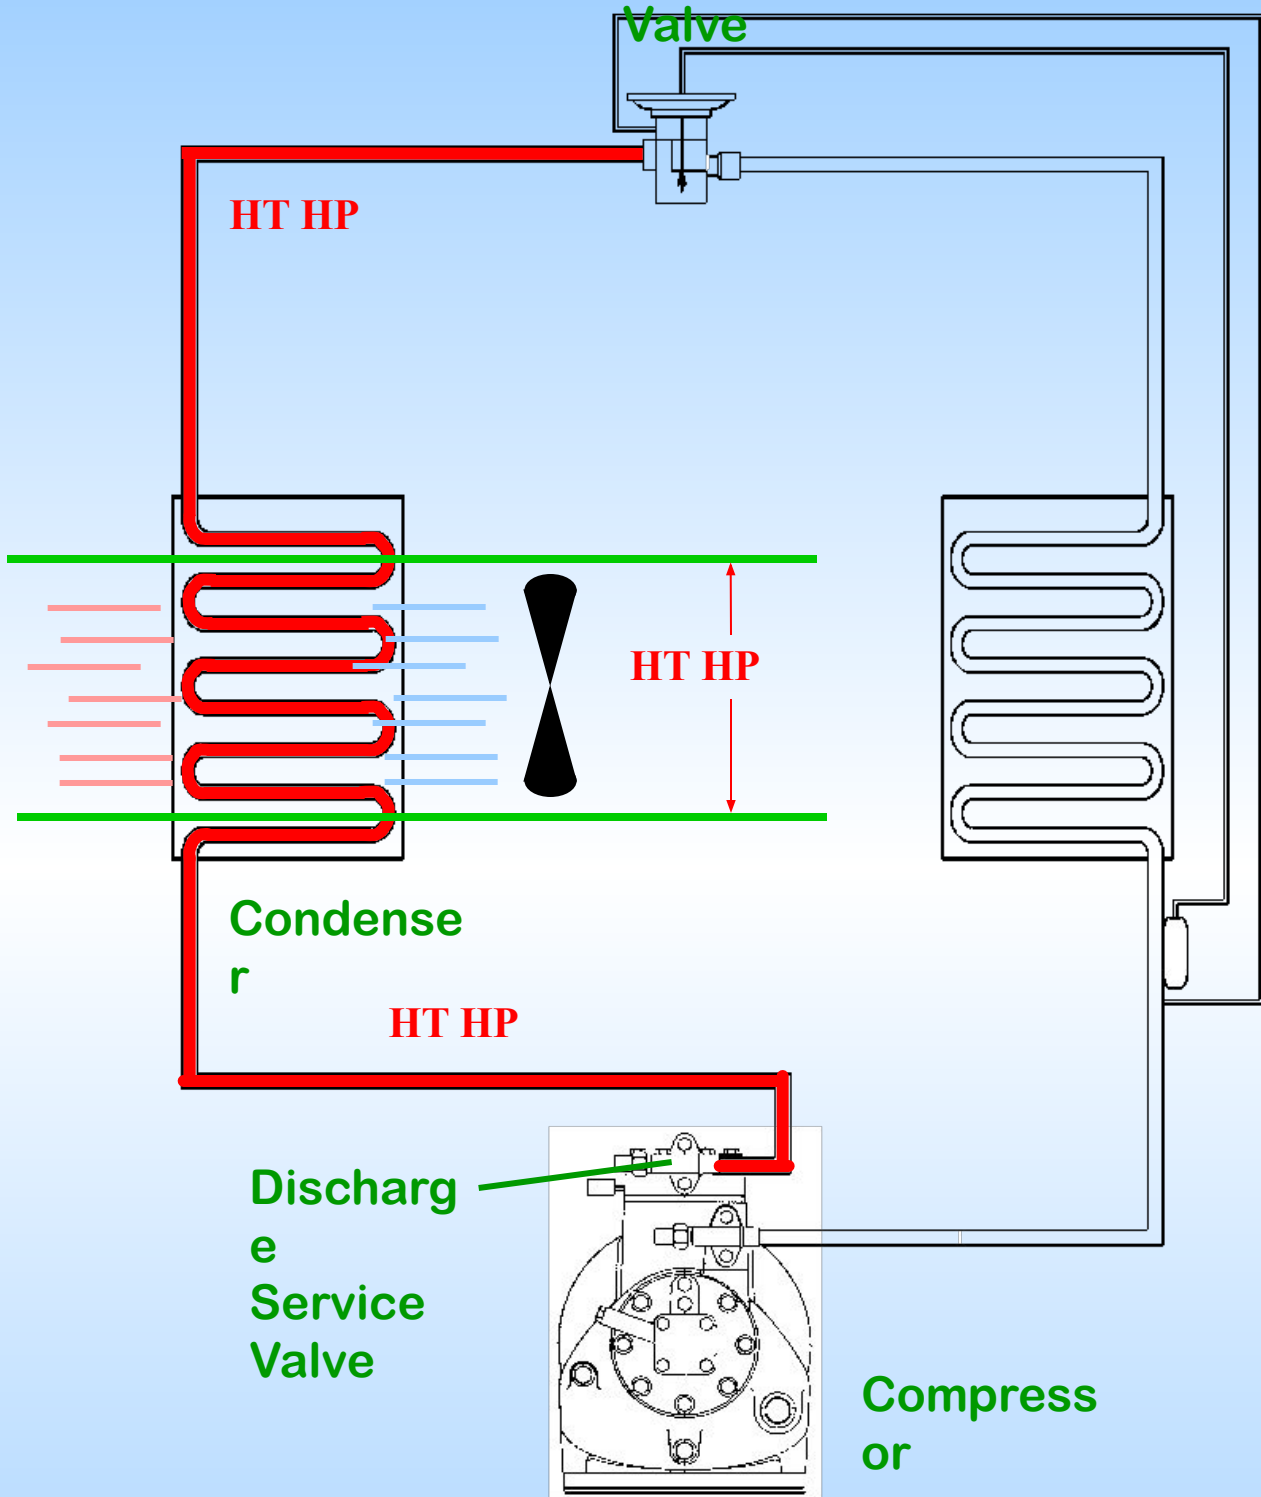 Valve
HT HP
HT HP
Condense
r
HT HP
Discharg
e
Service
Valve
Compress
or